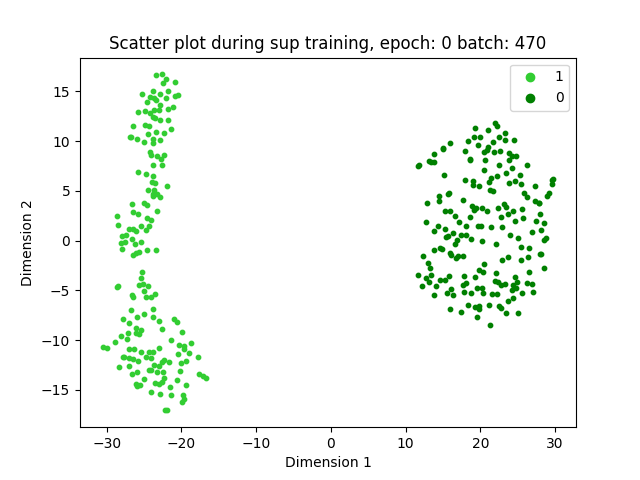 Scatter plot during sup training, epoch: 0 batch: 470
1
0
15
10
5
0
−5
−10
−15
Dimension 2
−30 −20 −10 0 10 20 30
Dimension 1